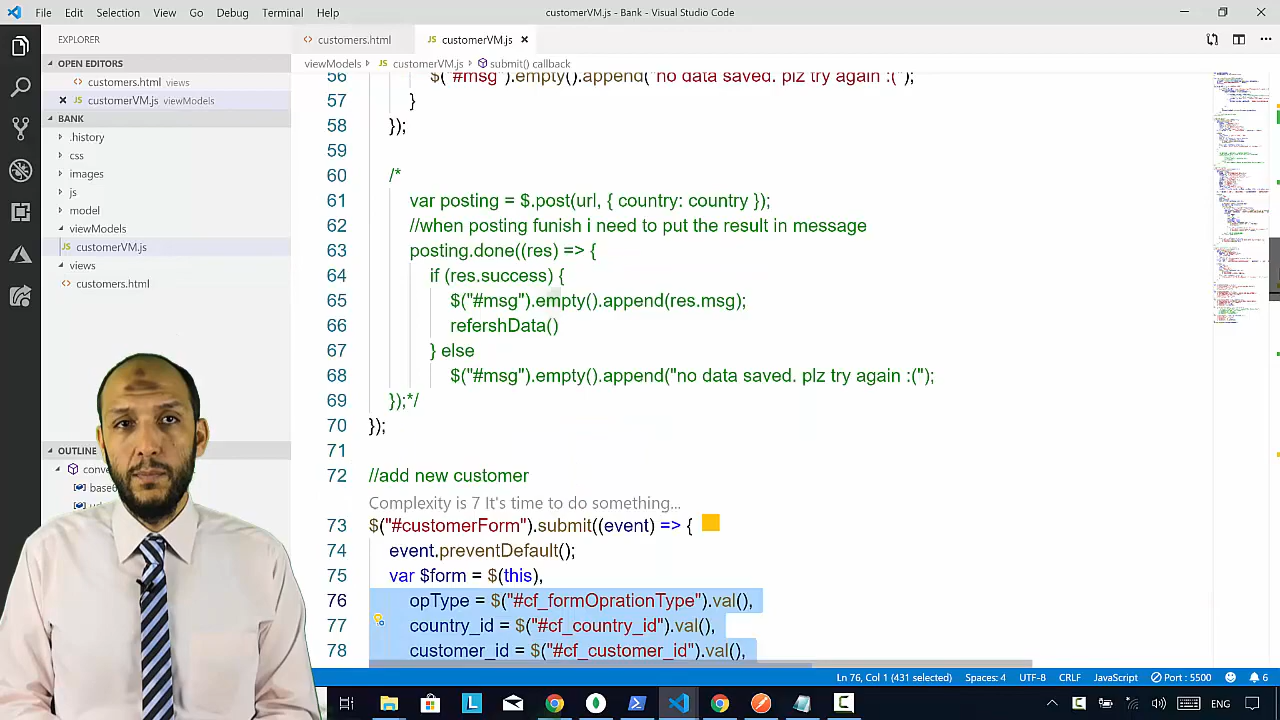 File Edit Selection View Go Debug Terminal Help
customerVM.js - Bank - Visual Studio Code
EXPLORER
customers.html
JS customerVM.js
OPEN EDITORS
viewModels JS customerVM.js submit() callback
customers.html views
JS customerVM.js viewModels
BANK
.history
css
images
js
model
viewModels
JS customerVM.js
views
customers.html
OUTLINE
56 $("#msg").empty().append("no data saved. plz try again :(");
57 }
58 });
59
60 /*
61 var posting = $.post(url, { country: country });
62 //when posting funish i need to put the result in message
63 posting.done((res) => {
64 if (res.success) {
65 $("#msg").empty().append(res.msg);
66 refershData()
67 } else
68 $("#msg").empty().append("no data saved. plz try again :(");
69 });*/
70 });
71
72 //add new customer
Complexity is 7 It's time to do something...
73 $("#customerForm").submit((event) => {
74 event.preventDefault();
75 var $form = $(this),
76 opType = $("#cf_formOprationType").val(),
77 country_id = $("#cf_country_id").val(),
78 customer_id = $("#cf_customer_id").val(),
Ln 76, Col 1 (431 selected) Spaces: 4 UTF-8 CRLF JavaScript Port : 5500 6
ENG